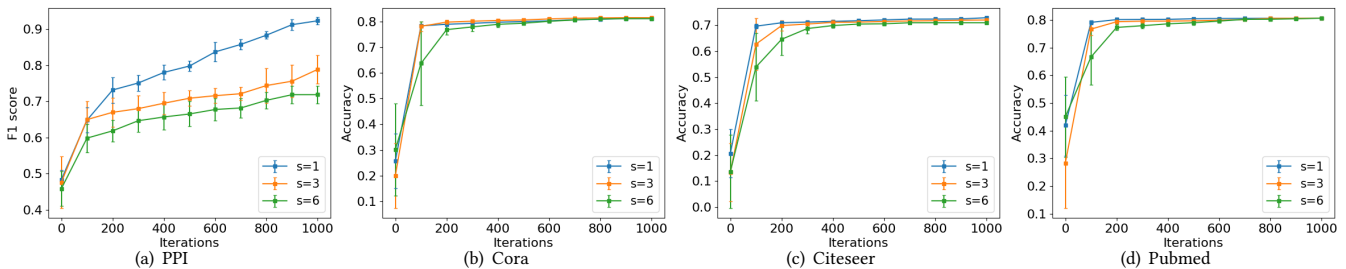 0.9
0.8
0.7
0.6
0.5
0.4
F1 score
0 200 400 600 800 1000
Iterations
s=1
s=3
s=6
(a) PPI
0.8
0.7
0.6
0.5
0.4
0.3
0.2
0.1
Accuracy
0 200 400 600 800 1000
Iterations
s=1
s=3
s=6
(b) Cora
0.7
0.6
0.5
0.4
0.3
0.2
0.1
0.0
Accuracy
0 200 400 600 800 1000
Iterations
s=1
s=3
s=6
(c) Citeseer
0.8
0.7
0.6
0.5
0.4
0.3
0.2
0.1
Accuracy
0 200 400 600 800 1000
Iterations
s=1
s=3
s=6
(d) Pubmed